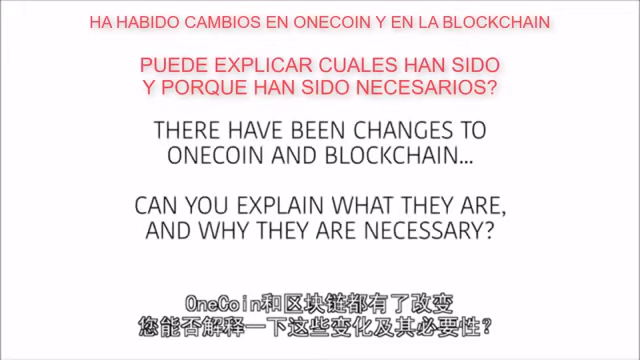 HA HABIDO CAMBIOS EN ONECOIN Y EN LA BLOCKCHAIN
PUEDE EXPLICAR CUALES HAN SIDO
Y PORQUE HAN SIDO NECESARIOS?
THERE HAVE BEEN CHANGES TO
ONECOIN AND BLOCKCHAIN...
CAN YOU EXPLAIN WHAT THEY ARE,
AND WHY THEY ARE NECESSARY?
OneCoin和区块链都有了改变
您能否解释一下这些变化及其必要性?